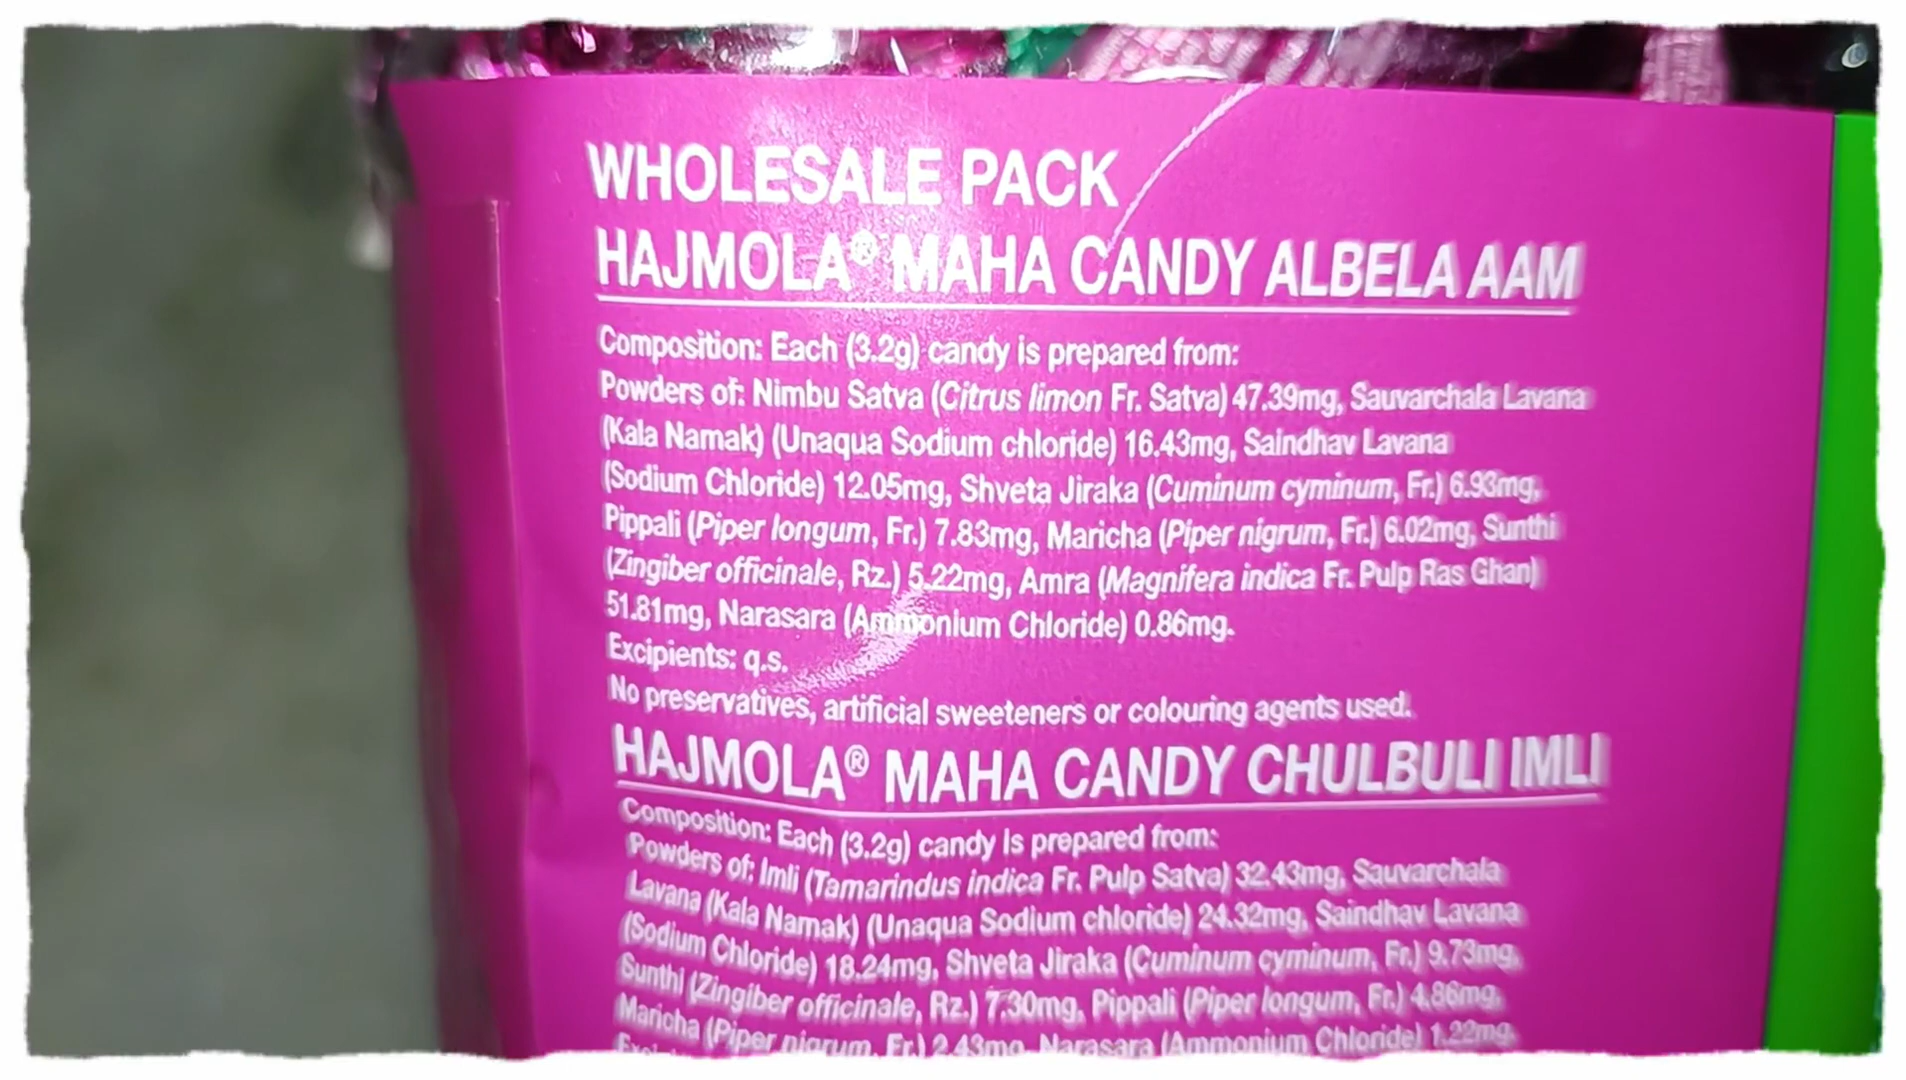 WHOLESALE PACK
HAJMOLA® MAHA CANDY ALBELA AAM
Composition: Each (3.2g) candy is prepared from:
Powders of: Nimbu Satva (Citrus limon Fr. Satva) 47.39mg, Sauvarchala Lavana
(Kala Namak) (Unaqua Sodium chloride) 16.43mg, Saindhav Lavana
(Sodium Chloride) 12.05mg, Shveta Jiraka (Cuminum cyminum, Fr.) 6.93mg,
Pippali (Piper longum, Fr.) 7.83mg, Maricha (Piper nigrum, Fr.) 6.02mg, Sunthi
(Zingiber officinale, Rz.) 5.22mg, Amra (Magnifera indica Fr. Pulp Ras Ghan)
51.81mg, Narasara (Ammonium Chloride) 0.86mg.
Excipients: q.s.
No preservatives, artificial sweeteners or colouring agents used.
HAJMOLA® MAHA CANDY CHULBULI IMLI
Composition: Each (3.2g) candy is prepared from:
Powders of: Imli (Tamarindus indica Fr. Pulp Satva) 32.43mg, Sauvarchala
Lavana (Kala Namak) (Unaqua Sodium chloride) 24.32mg, Saindhav Lavana
(Sodium Chloride) 18.24mg, Shveta Jiraka (Cuminum cyminum, Fr.) 9.73mg,
Sunthi (Zingiber officinale, Rz.) 7.30mg, Pippali (Piper longum, Fr.) 4.86mg,
Maricha (Piper nigrum, Fr.) 2.43mg, Narasara (Ammonium Chloride) 1.22mg.